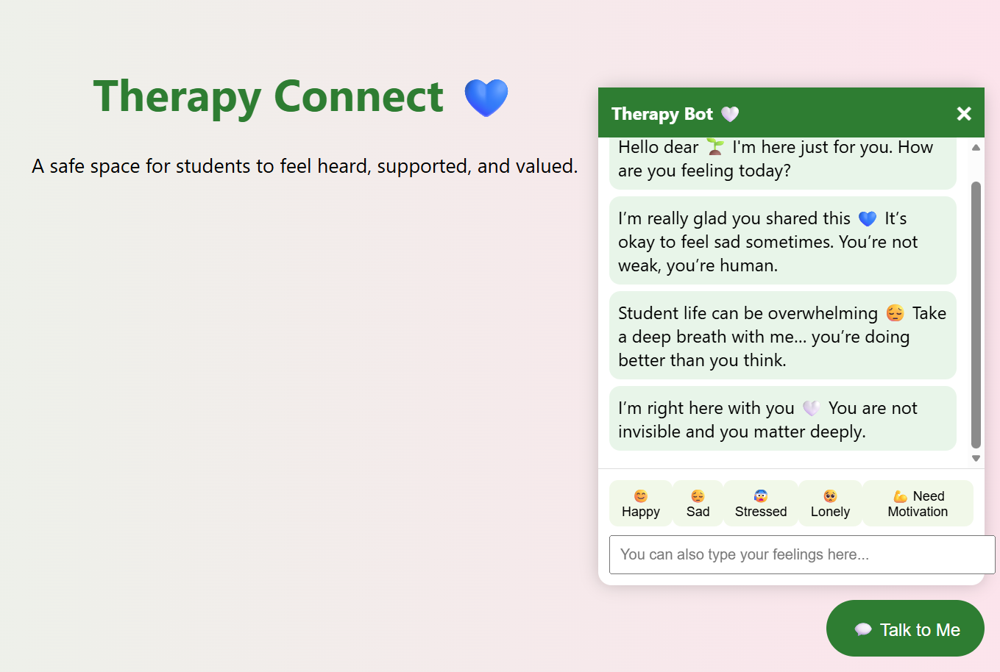 Therapy Connect 💙
A safe space for students to feel heard, supported, and valued.
Therapy Bot 🤍
✕
Hello dear 🌱 I'm here just for you. How
are you feeling today?
I’m really glad you shared this 💙 It’s
okay to feel sad sometimes. You’re not
weak, you’re human.
Student life can be overwhelming 😔 Take
a deep breath with me… you’re doing
better than you think.
I’m right here with you 🤍 You are not
invisible and you matter deeply.
😊
Happy
😔
Sad
😰
Stressed
🥺
Lonely
💪 Need
Motivation
You can also type your feelings here...
💬 Talk to Me